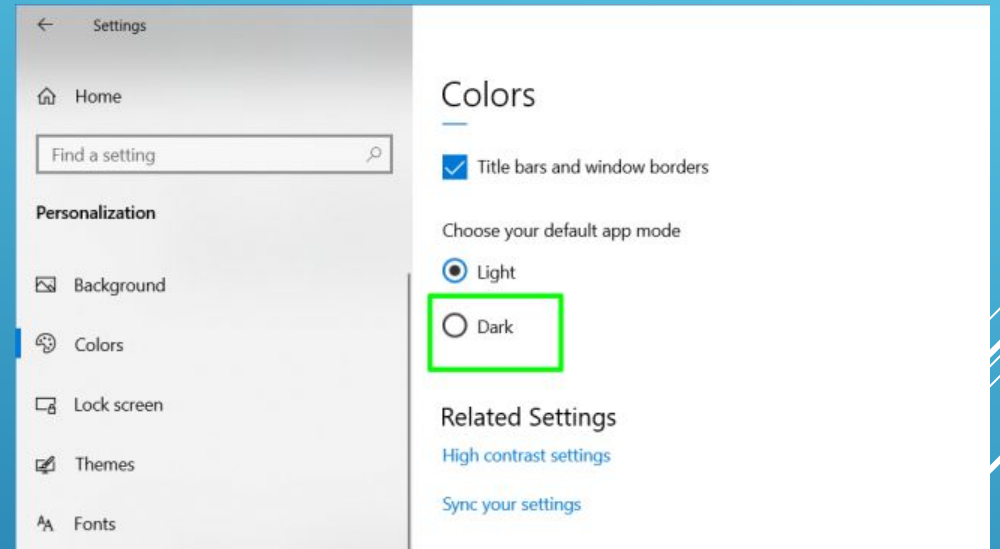 Settings
Home
Find a setting
Personalization
Background
Colors
Lock screen
Themes
Fonts
Colors
Title bars and window borders
Choose your default app mode
Light
Dark
Related Settings
High contrast settings
Sync your settings